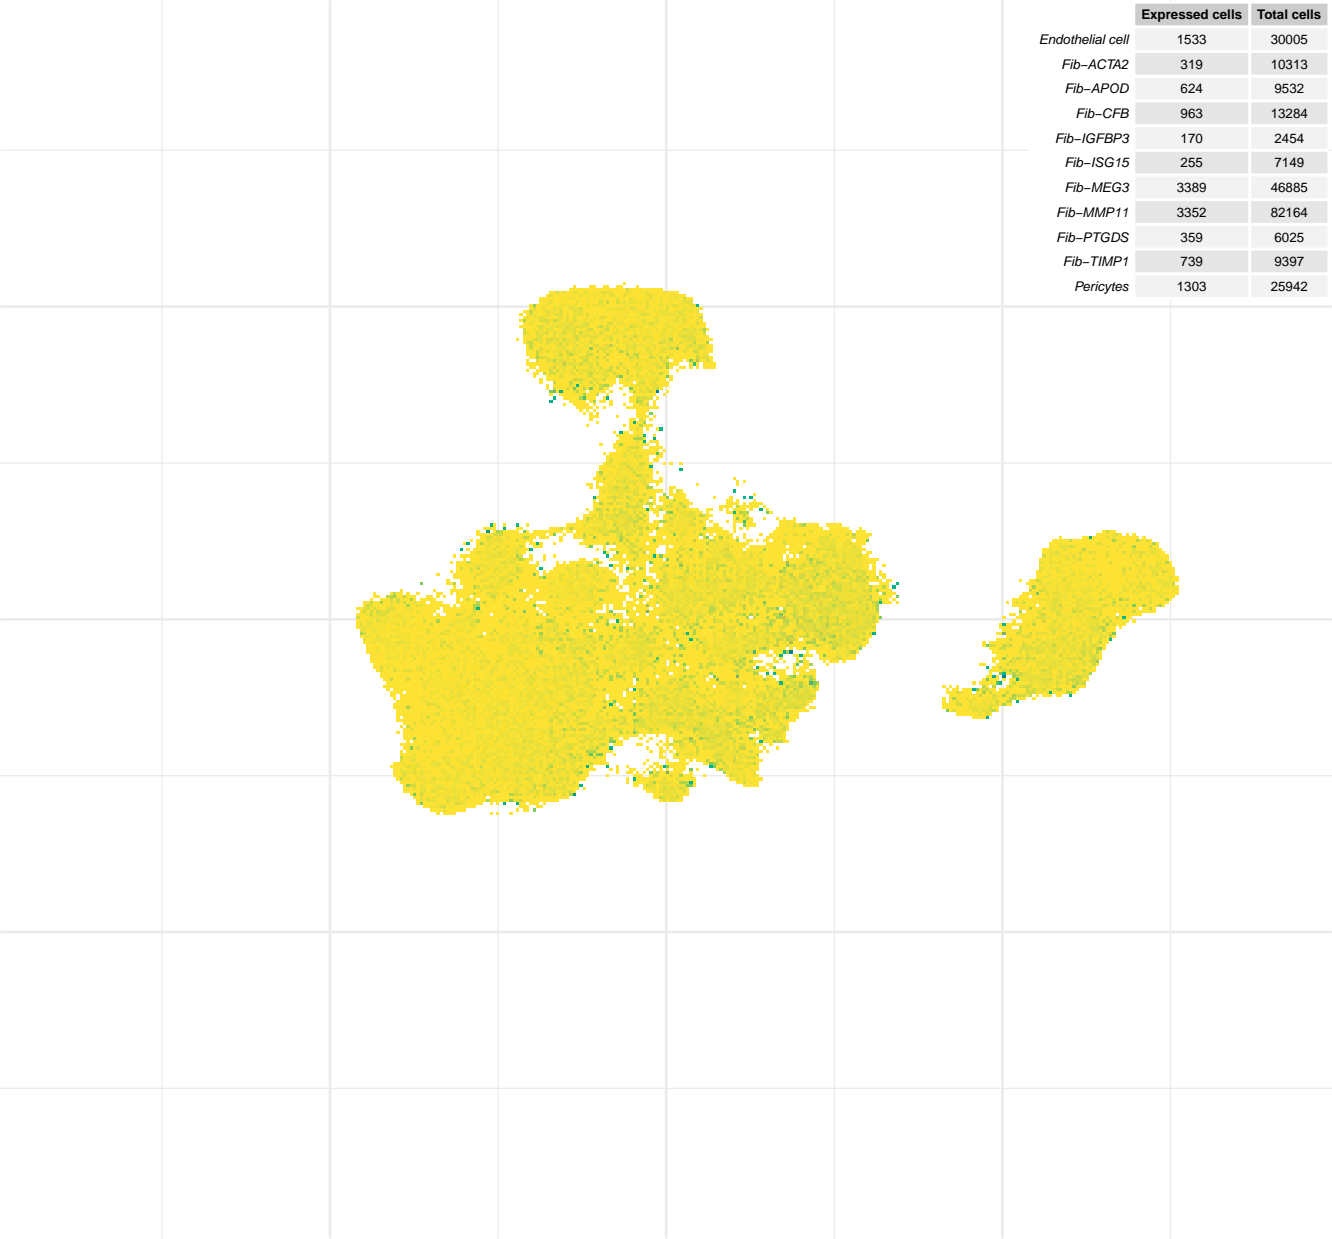 Expressed cells Total cells
Endothelial cell 1533 30005
Fib−ACTA2 319 10313
Fib−APOD 624 9532
Fib−CFB 963 13284
Fib−IGFBP3 170 2454
Fib−ISG15 255 7149
Fib−MEG3 3389 46885
Fib−MMP11 3352 82164
Fib−PTGDS 359 6025
Fib−TIMP1 739 9397
Pericytes 1303 25942